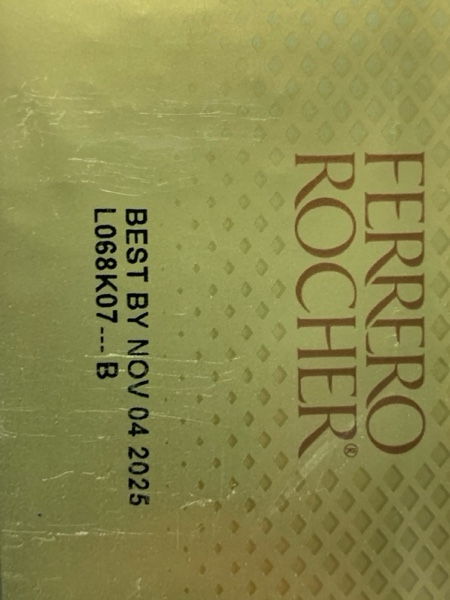 FERRERO
ROCHER®
BEST BY NOV 04 2025
L068K07--- B